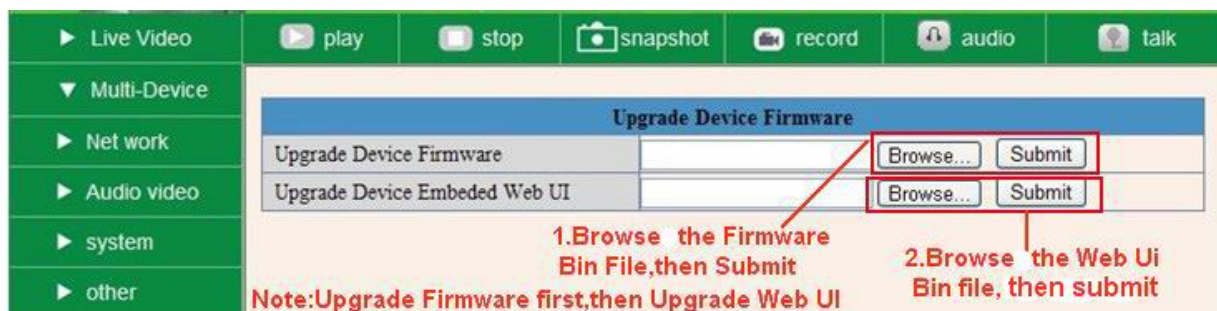 Live Video
play
stop
snapshot
record
audio
talk
Multi-Device
Net work
Audio video
system
other
Upgrade Device Firmware
Upgrade Device Firmware
Browse...
Submit
Upgrade Device Embeded Web UI
Browse...
Submit
1.Browse the Firmware
Bin File,then Submit
2.Browse the Web Ui
Bin file, then submit
Note:Upgrade Firmware first,then Upgrade Web UI